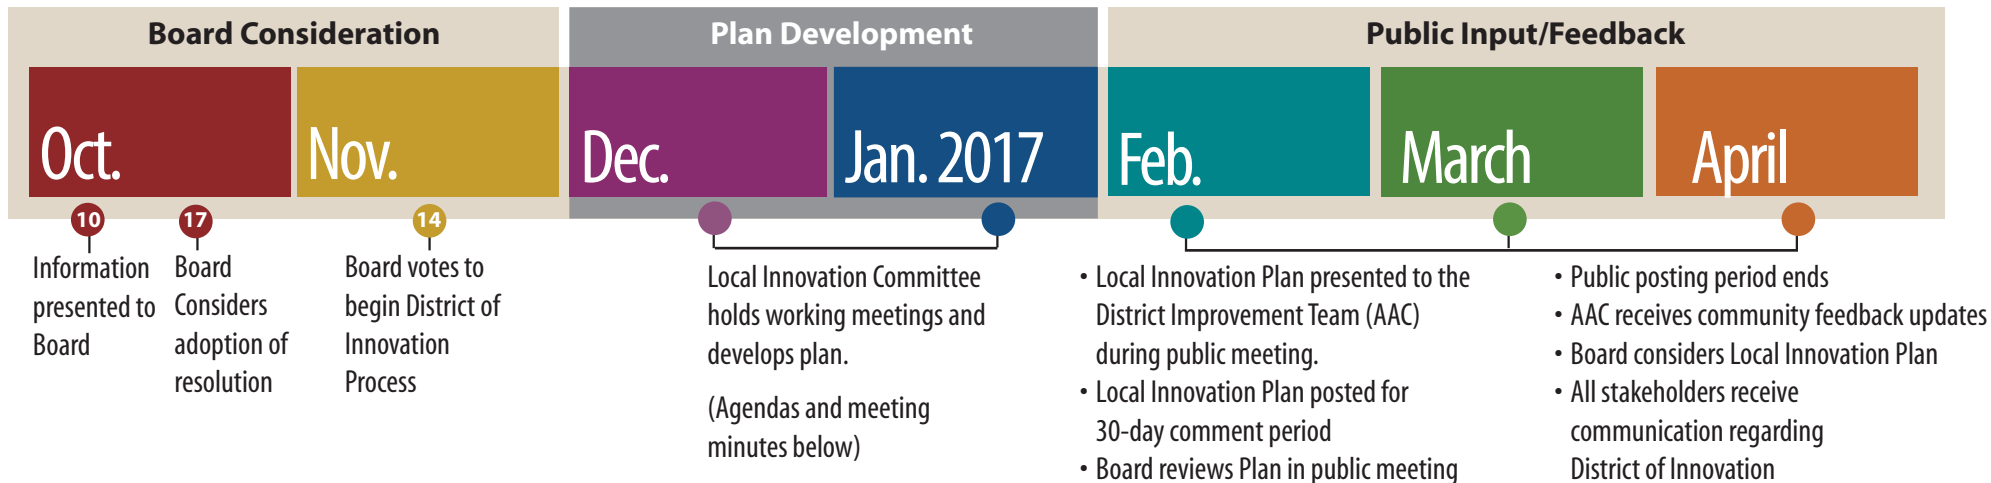 Board Consideration
Plan Development
Public Input/Feedback
Oct.
Nov.
Dec.
Jan. 2017
Feb.
March
April
10
17
14
Information
presented to
Board
Board
Considers
adoption of
resolution
Board votes to
begin District of
Innovation
Process
Local Innovation Committee
holds working meetings and
develops plan.
(Agendas and meeting
minutes below)
• Local Innovation Plan presented to the
District Improvement Team (AAC)
during public meeting.
• Local Innovation Plan posted for
30-day comment period
• Board reviews Plan in public meeting
• Public posting period ends
• AAC receives community feedback updates
• Board considers Local Innovation Plan
• All stakeholders receive
communication regarding
District of Innovation